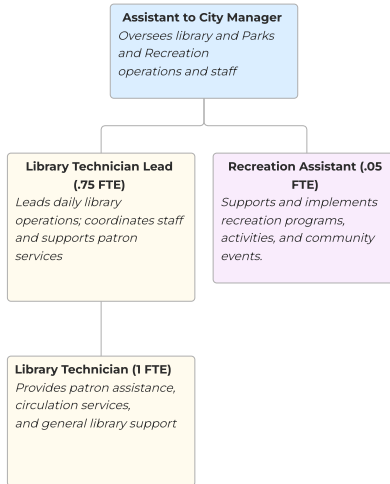 Assistant to City Manager
Oversees library and Parks
and Recreation
operations and staff
Library Technician Lead
(.75 FTE)
Leads daily library
operations; coordinates staff
and supports patron
services
Recreation Assistant (.05
FTE)
Supports and implements
recreation programs,
activities, and community
events.
Library Technician (1 FTE)
Provides patron assistance,
circulation services,
and general library support